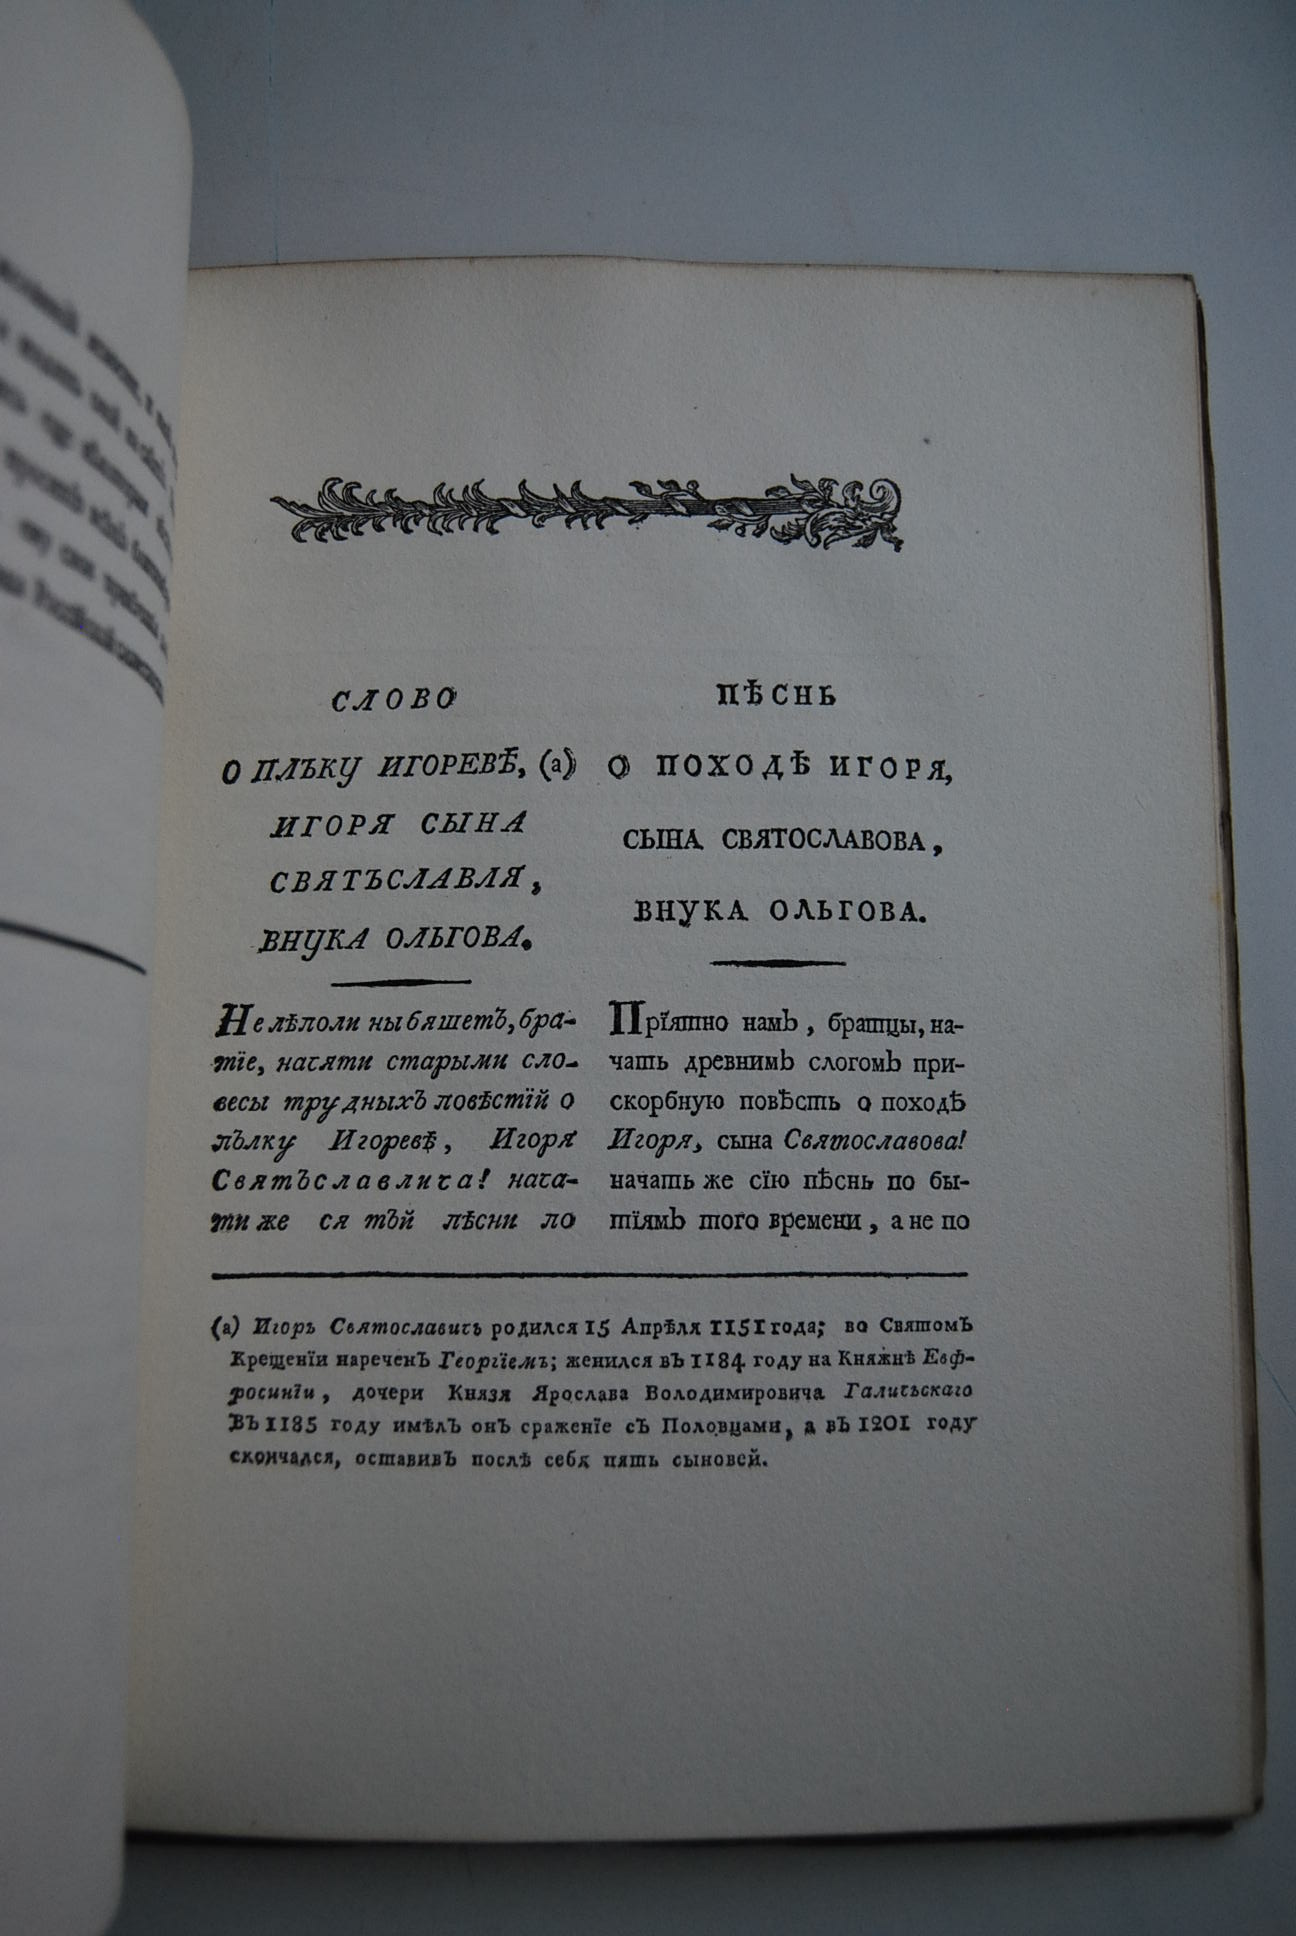 СЛОВО
О ПЛЪКУ ИГОРЕВѢ, (а)
ИГОРЯ СЫНА
СВЯТЪСЛАВЛЯ,
ВНУКА ОЛЬГОВА.
Не лѣполи ны бяшетъ, бра-
тїе, начяти старыми сло-
весы трудныхъ повѣстїй о
пълку Игоревѣ, Игоря
Святъславлича! нача-
ти же ся тъй пѣсни по
ПѢСНЬ
О ПОХОДѢ ИГОРЯ,
СЫНА СВЯТОСЛАВОВА,
ВНУКА ОЛЬГОВА.
Прїятно намъ, братцы, на-
чать древнимъ слогомъ при-
скорбную повѣсть о походѣ
Игоря, сына Святославова!
начать же сїю пѣснь по бы-
тїямъ того времени, а не по
(а) Игорь Святославичь родился 15 Апрѣля 1151 года; во Святомъ
Крещенїи нареченъ Георгїемъ; женился въ 1184 году на Княжнѣ Евф-
росинїи, дочери Князя Ярослава Володимировича Галичьскаго
Въ 1185 году имѣлъ онъ сраженїе съ Половцами, а въ 1201 году
скончался, оставивъ послѣ себя пять сыновей.